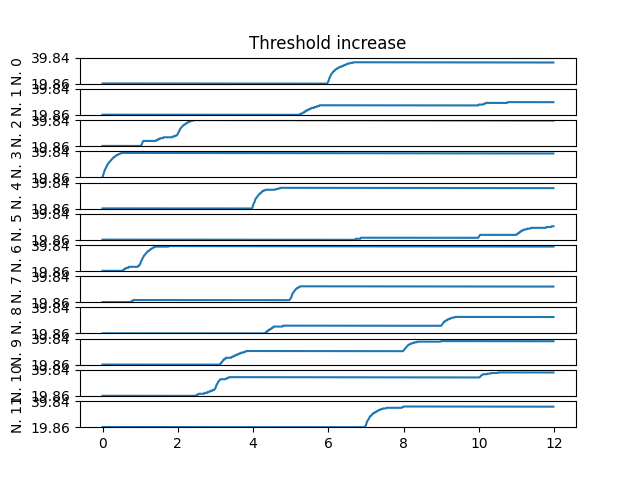 Threshold increase
N. 0 39.84
19.86
N. 1 39.84
19.86
N. 2 39.84
19.86
N. 3 39.84
19.86
N. 4 39.84
19.86
N. 5 39.84
19.86
N. 6 39.84
19.86
N. 7 39.84
19.86
N. 8 39.84
19.86
N. 9 39.84
19.86
N. 10 39.84
19.86
N. 11 39.84
19.86
0 2 4 6 8 10 12